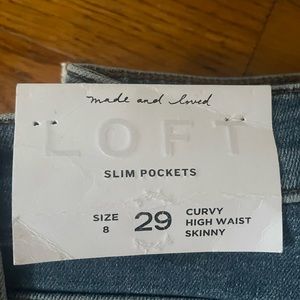 made and loved
LOFT
SLIM POCKETS
SIZE 8 29 CURVY
HIGH WAIST
SKINNY